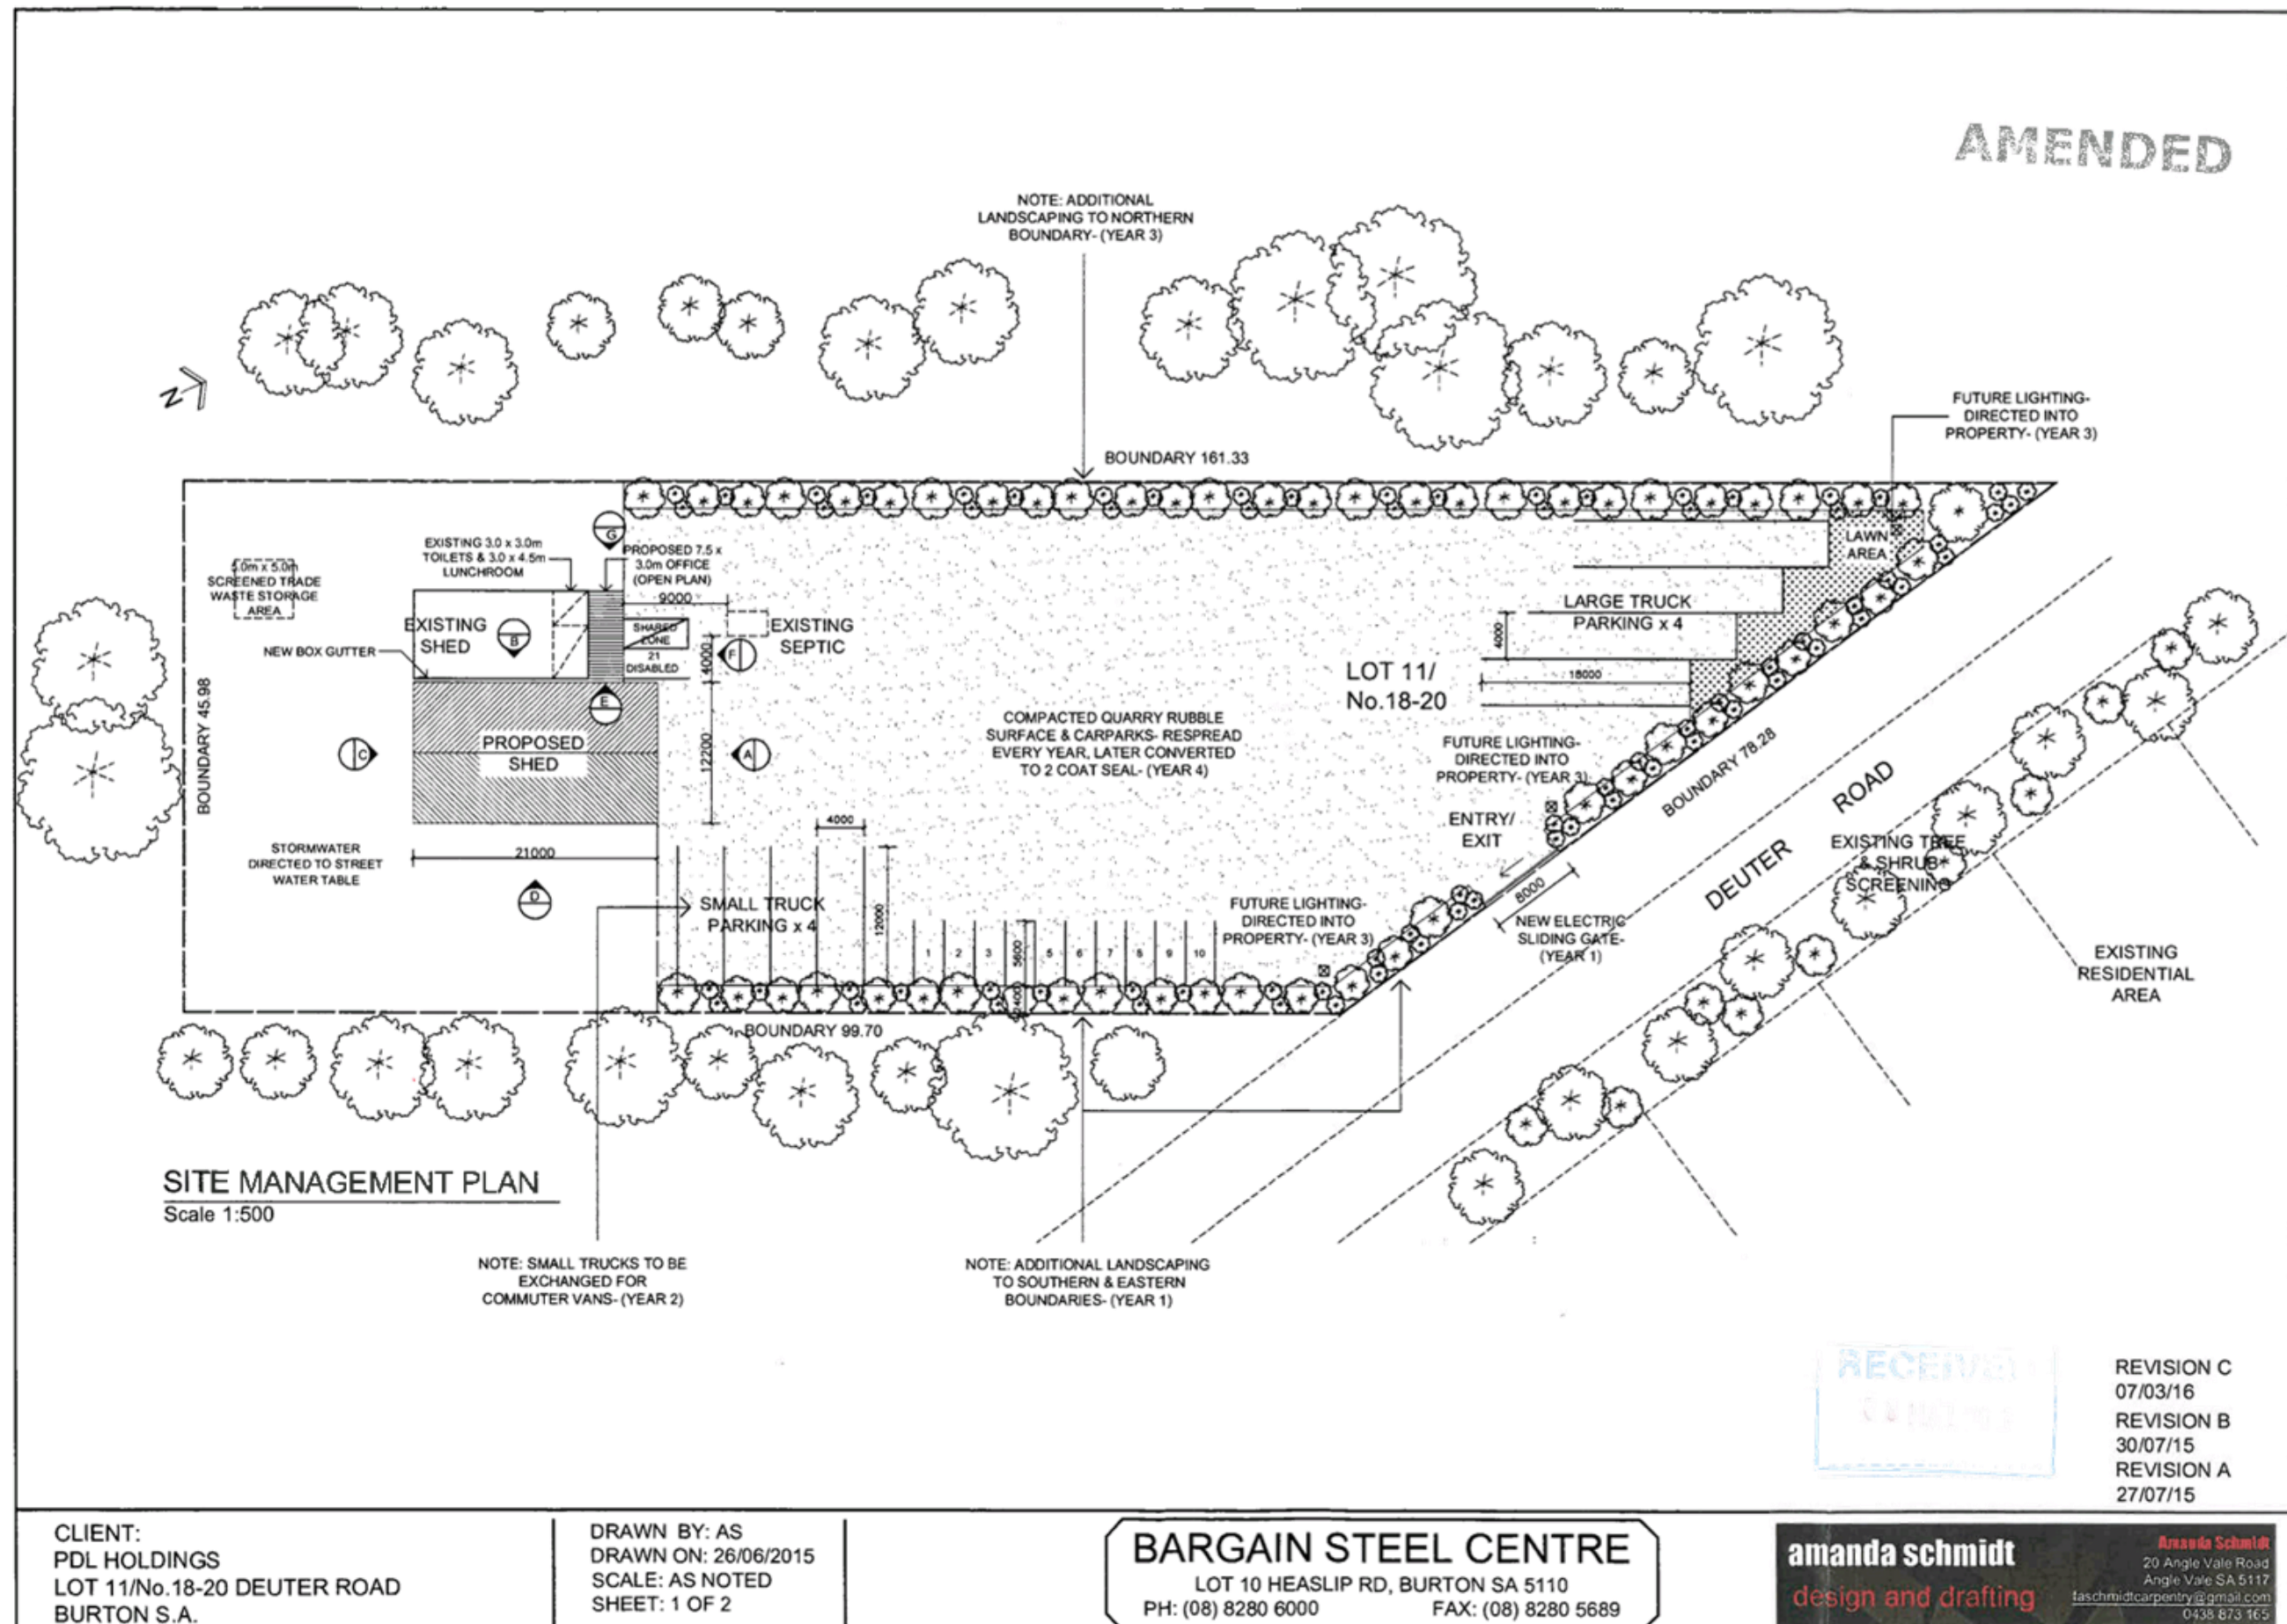 AMENDED
NOTE: ADDITIONAL
LANDSCAPING TO NORTHERN
BOUNDARY- (YEAR 3)
N
FUTURE LIGHTING-
DIRECTED INTO
PROPERTY- (YEAR 3)
BOUNDARY 161.33
LAWN
AREA
G
EXISTING 3.0 x 3.0m
TOILETS & 3.0 x 4.5m
LUNCHROOM
PROPOSED 7.5 x
3.0m OFFICE
(OPEN PLAN)
5.0m x 5.0m
SCREENED TRADE
WASTE STORAGE
AREA
9000
EXISTING
SHED
B
SHARED
ZONE
21
DISABLED
4000
F
EXISTING
SEPTIC
NEW BOX GUTTER
LARGE TRUCK
PARKING x 4
4000
18000
LOT 11/
No.18-20
BOUNDARY 45.98
E
C
PROPOSED
SHED
12200
A
COMPACTED QUARRY RUBBLE
SURFACE & CARPARKS- RESPREAD
EVERY YEAR, LATER CONVERTED
TO 2 COAT SEAL- (YEAR 4)
FUTURE LIGHTING-
DIRECTED INTO
PROPERTY- (YEAR 3)
BOUNDARY 78.28
DEUTER ROAD
ENTRY/
EXIT
8000
EXISTING TREE
& SHRUB
SCREENING
STORMWATER
DIRECTED TO STREET
WATER TABLE
21000
D
4000
SMALL TRUCK
PARKING x 4
12000
1 2 3 5 6 7 8 9 10
5600
2400
FUTURE LIGHTING-
DIRECTED INTO
PROPERTY- (YEAR 3)
NEW ELECTRIC
SLIDING GATE-
(YEAR 1)
EXISTING
RESIDENTIAL
AREA
BOUNDARY 99.70
SITE MANAGEMENT PLAN
Scale 1:500
NOTE: SMALL TRUCKS TO BE
EXCHANGED FOR
COMMUTER VANS- (YEAR 2)
NOTE: ADDITIONAL LANDSCAPING
TO SOUTHERN & EASTERN
BOUNDARIES- (YEAR 1)
RECEIVED
REVISION C
07/03/16
REVISION B
30/07/15
REVISION A
27/07/15
CLIENT:
PDL HOLDINGS
LOT 11/No.18-20 DEUTER ROAD
BURTON S.A.
DRAWN BY: AS
DRAWN ON: 26/06/2015
SCALE: AS NOTED
SHEET: 1 OF 2
BARGAIN STEEL CENTRE
LOT 10 HEASLIP RD, BURTON SA 5110
PH: (08) 8280 6000 FAX: (08) 8280 5689
amanda schmidt
design and drafting
Amanda Schmidt
20 Angle Vale Road
Angle Vale SA 5117
faschmidtcarpentry@gmail.com
0438 873 165